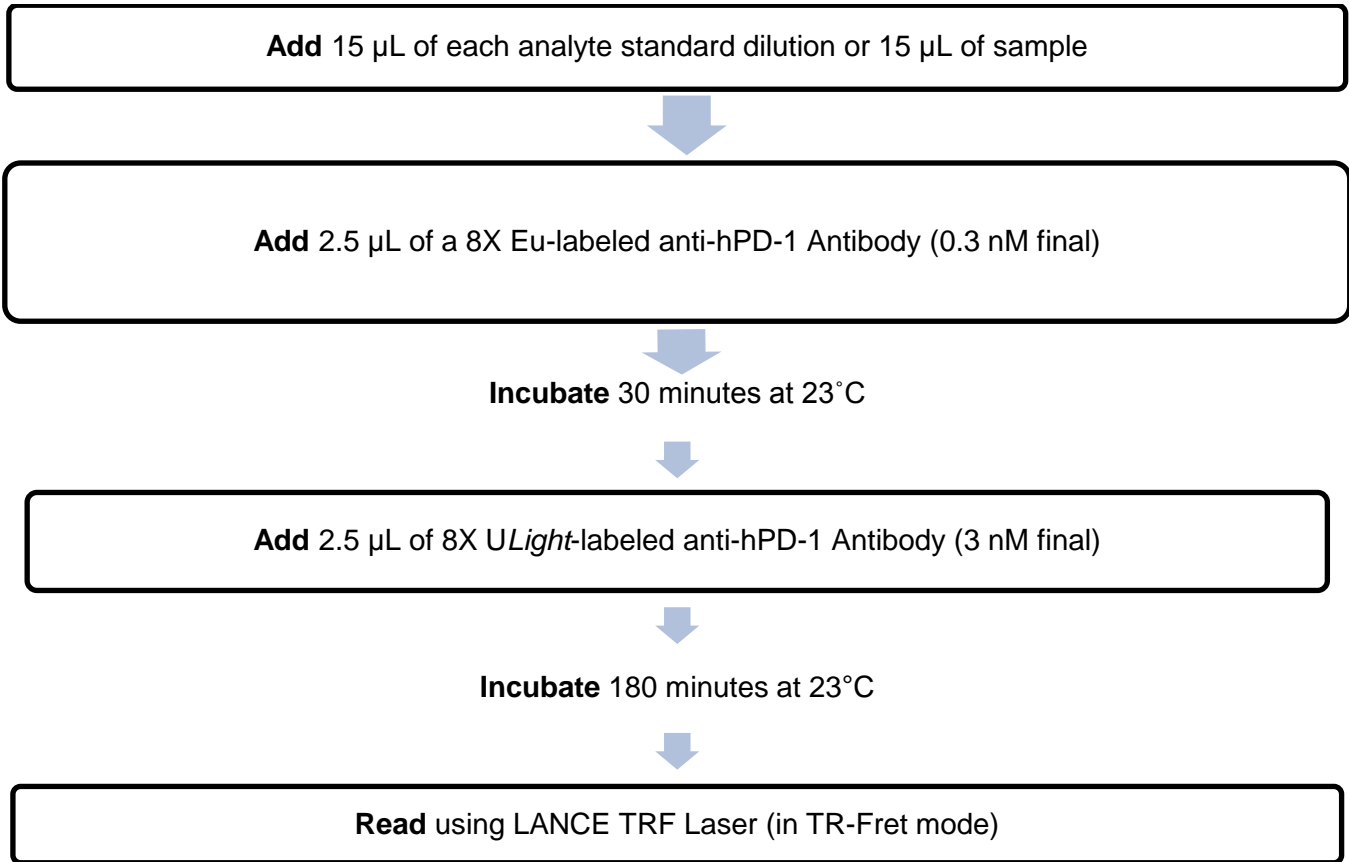 Add 15 µL of each analyte standard dilution or 15 µL of sample
Add 2.5 µL of a 8X Eu-labeled anti-hPD-1 Antibody (0.3 nM final)
Incubate 30 minutes at 23˚C
Add 2.5 µL of 8X ULight-labeled anti-hPD-1 Antibody (3 nM final)
Incubate 180 minutes at 23°C
Read using LANCE TRF Laser (in TR-Fret mode)